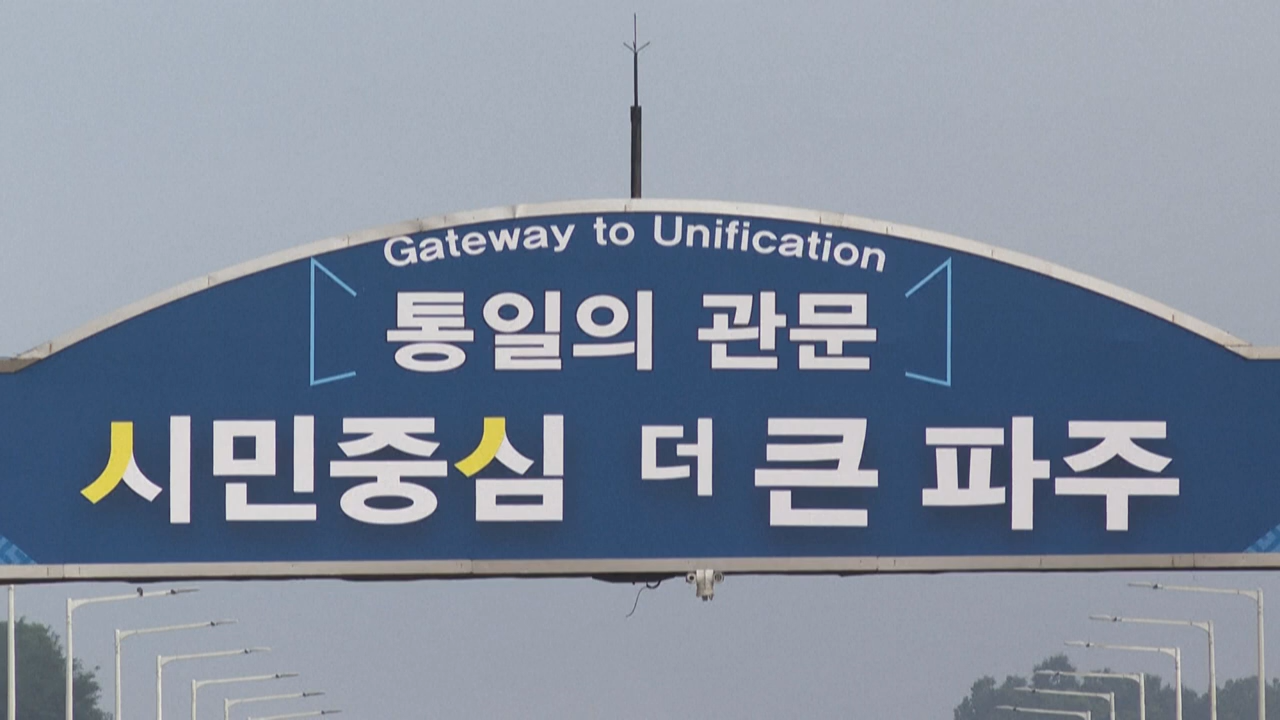 Gateway to Unification
통일의 관문
시민중심 더 큰 파주